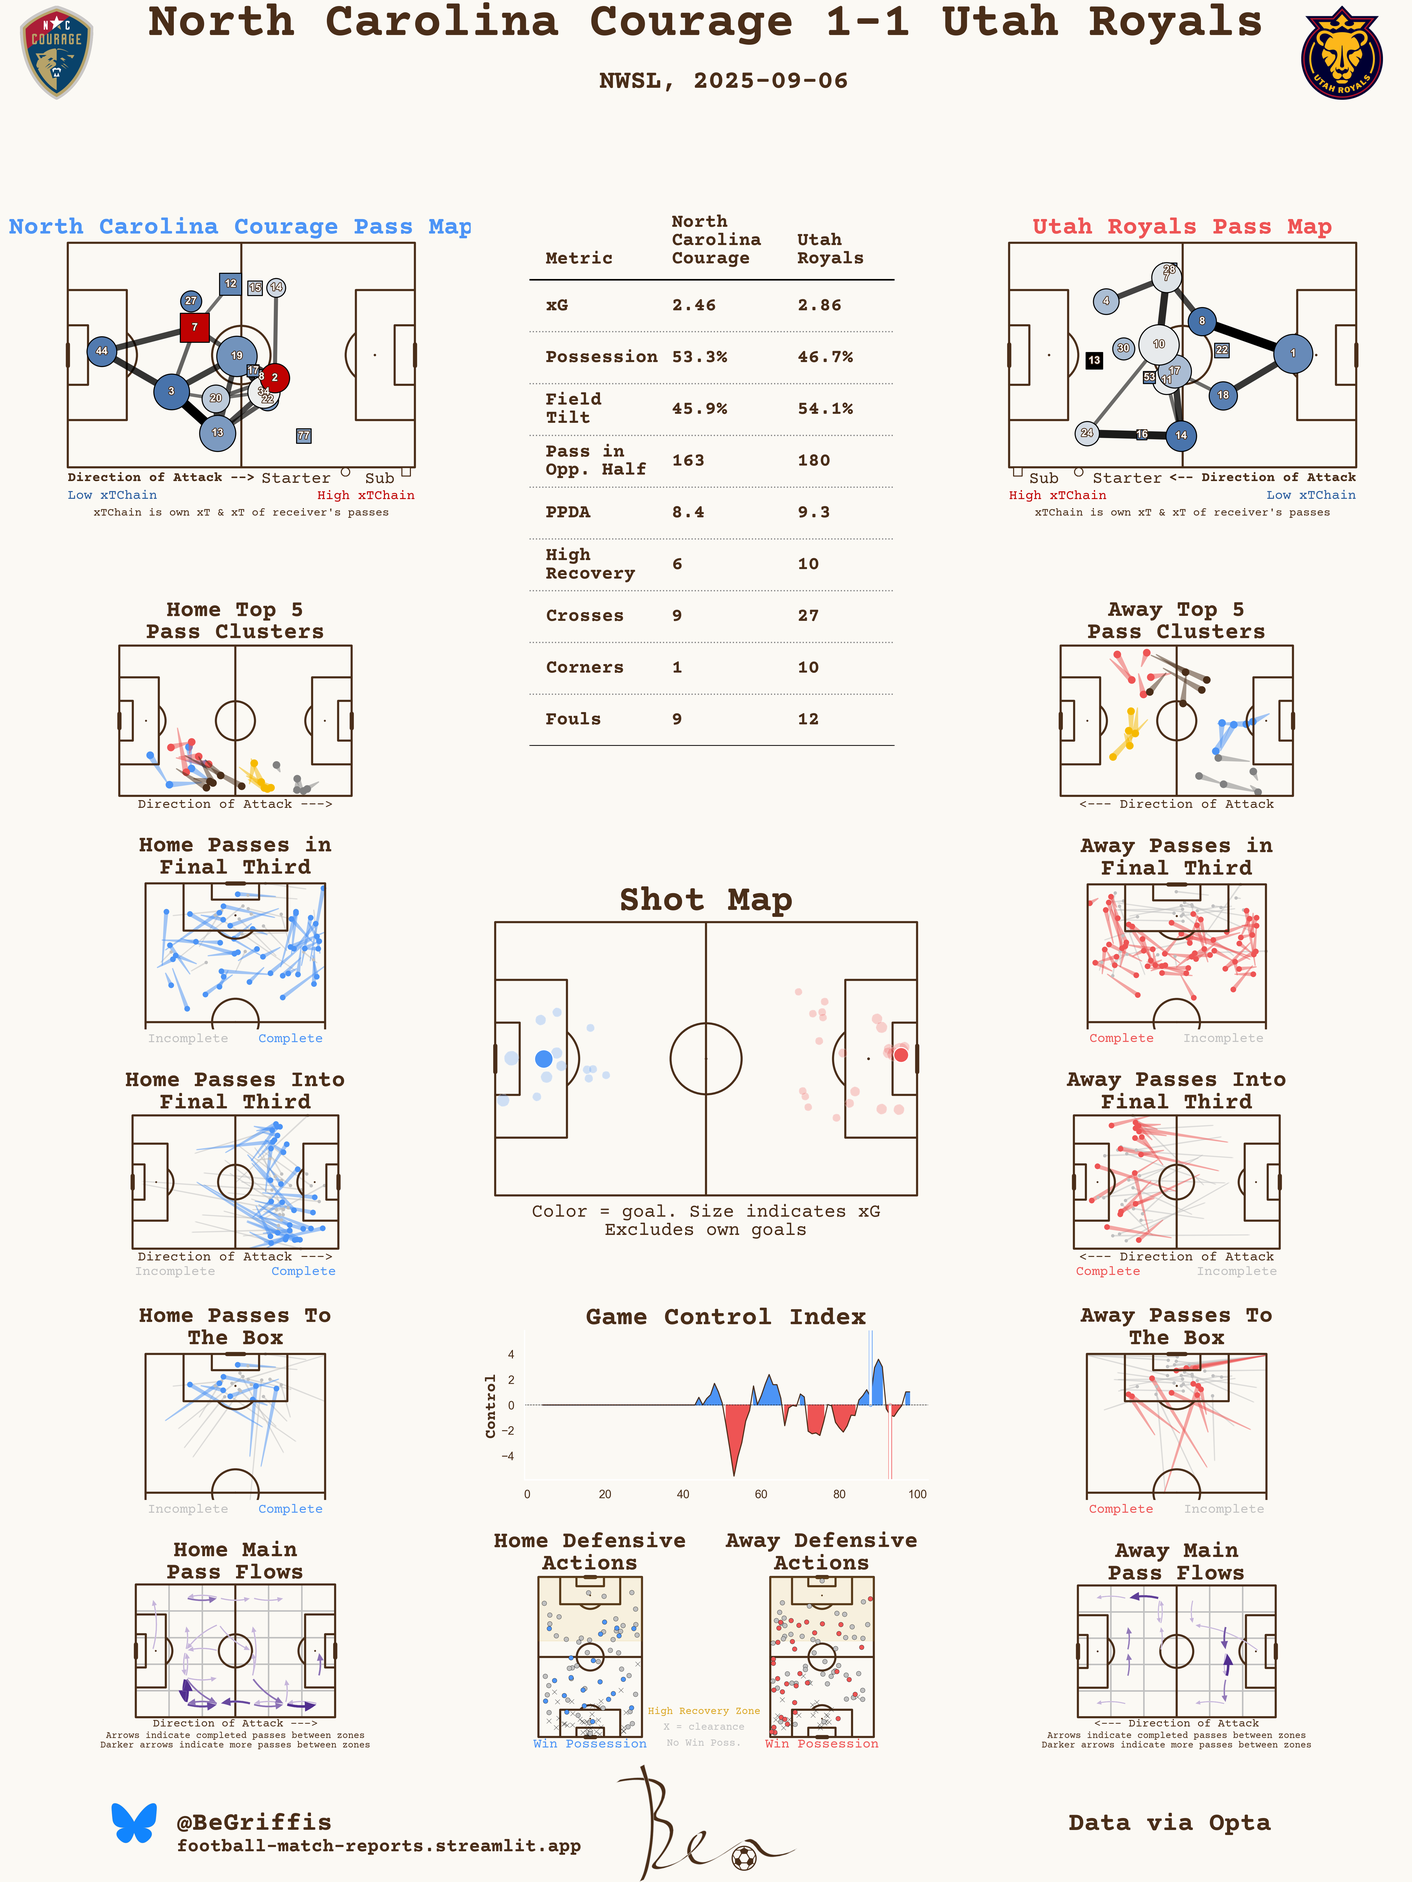 North Carolina Courage 1-1 Utah Royals
NWSL, 2025-09-06
N C
COURAGE
UTAH ROYALS
North Carolina Courage Pass Map
12
15
14
27
7
44
19
17
8
2
3
34
20
22
13
77
Direction of Attack --> Starter Sub
Low xTChain High xTChain
xTChain is own xT & xT of receiver's passes
Metric North Carolina Courage Utah Royals
xG 2.46 2.86
Possession 53.3% 46.7%
Field Tilt 45.9% 54.1%
Pass in Opp. Half 163 180
PPDA 8.4 9.3
High Recovery 6 10
Crosses 9 27
Corners 1 10
Fouls 9 12
Utah Royals Pass Map
28
7
4
8
30
10
22
1
13
53
17
11
18
24
16
14
Sub Starter <-- Direction of Attack
High xTChain Low xTChain
xTChain is own xT & xT of receiver's passes
Home Top 5
Pass Clusters
Direction of Attack --->
Away Top 5
Pass Clusters
<--- Direction of Attack
Home Passes in
Final Third
Incomplete Complete
Away Passes in
Final Third
Complete Incomplete
Shot Map
Color = goal. Size indicates xG
Excludes own goals
Home Passes Into
Final Third
Direction of Attack --->
Incomplete Complete
Away Passes Into
Final Third
<--- Direction of Attack
Complete Incomplete
Home Passes To
The Box
Incomplete Complete
Game Control Index
Control
4
2
0
−2
−4
0 20 40 60 80 100
Away Passes To
The Box
Complete Incomplete
Home Main
Pass Flows
Direction of Attack --->
Arrows indicate completed passes between zones
Darker arrows indicate more passes between zones
Home Defensive
Actions
Win Possession
High Recovery Zone
X = clearance
No Win Poss.
Away Defensive
Actions
Win Possession
Away Main
Pass Flows
<--- Direction of Attack
Arrows indicate completed passes between zones
Darker arrows indicate more passes between zones
@BeGriffis
football-match-reports.streamlit.app
Ben
Data via Opta